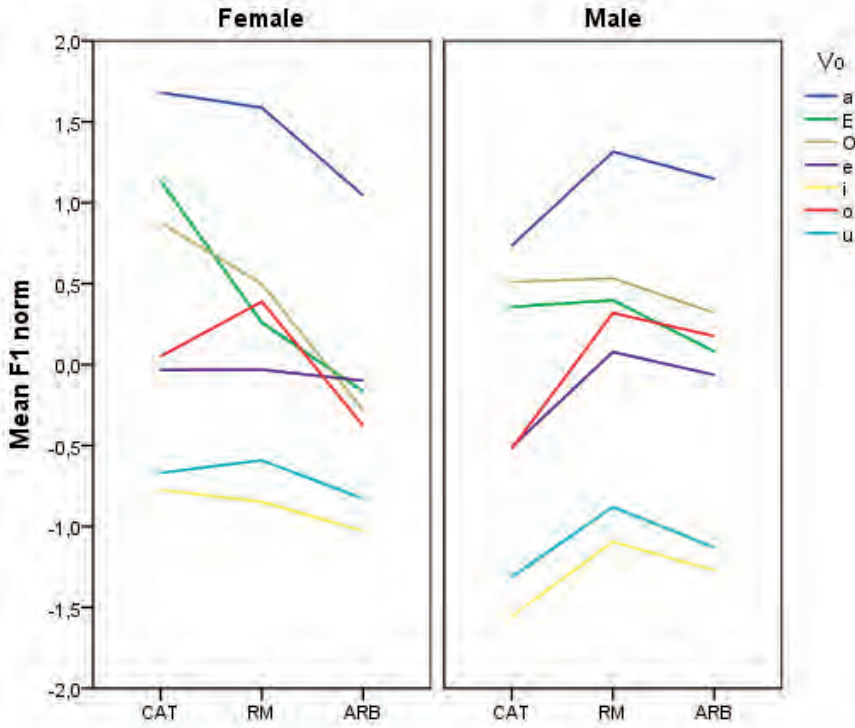 Female
Male
Mean F1 norm
2,0
1,5
1,0
0,5
0,0
-0,5
-1,0
-1,5
-2,0
CAT RM ARB
CAT RM ARB
Vo
a
E
O
e
i
o
u